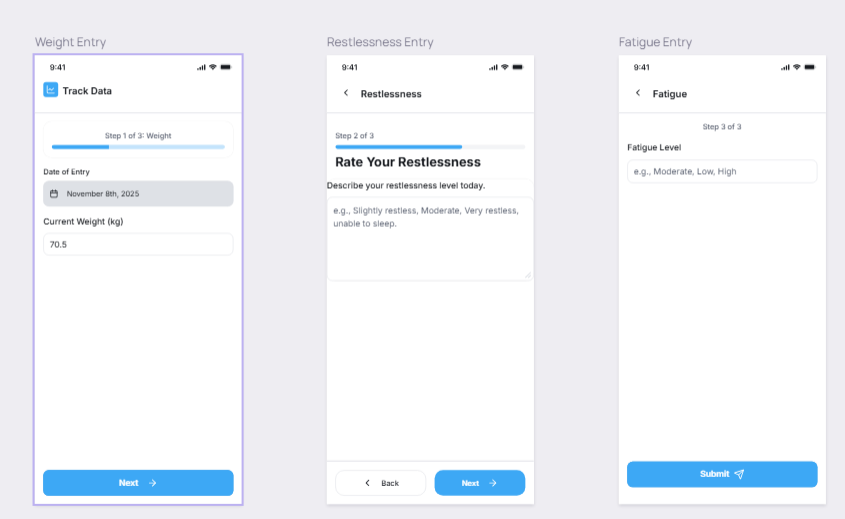 Weight Entry
9:41
Track Data
Step 1 of 3: Weight
Date of Entry
November 8th, 2025
Current Weight (kg)
70.5
Next
Restlessness Entry
9:41
Restlessness
Step 2 of 3
Rate Your Restlessness
Describe your restlessness level today.
e.g., Slightly restless, Moderate, Very restless,
unable to sleep.
Back
Next
Fatigue Entry
9:41
Fatigue
Step 3 of 3
Fatigue Level
e.g., Moderate, Low, High
Submit